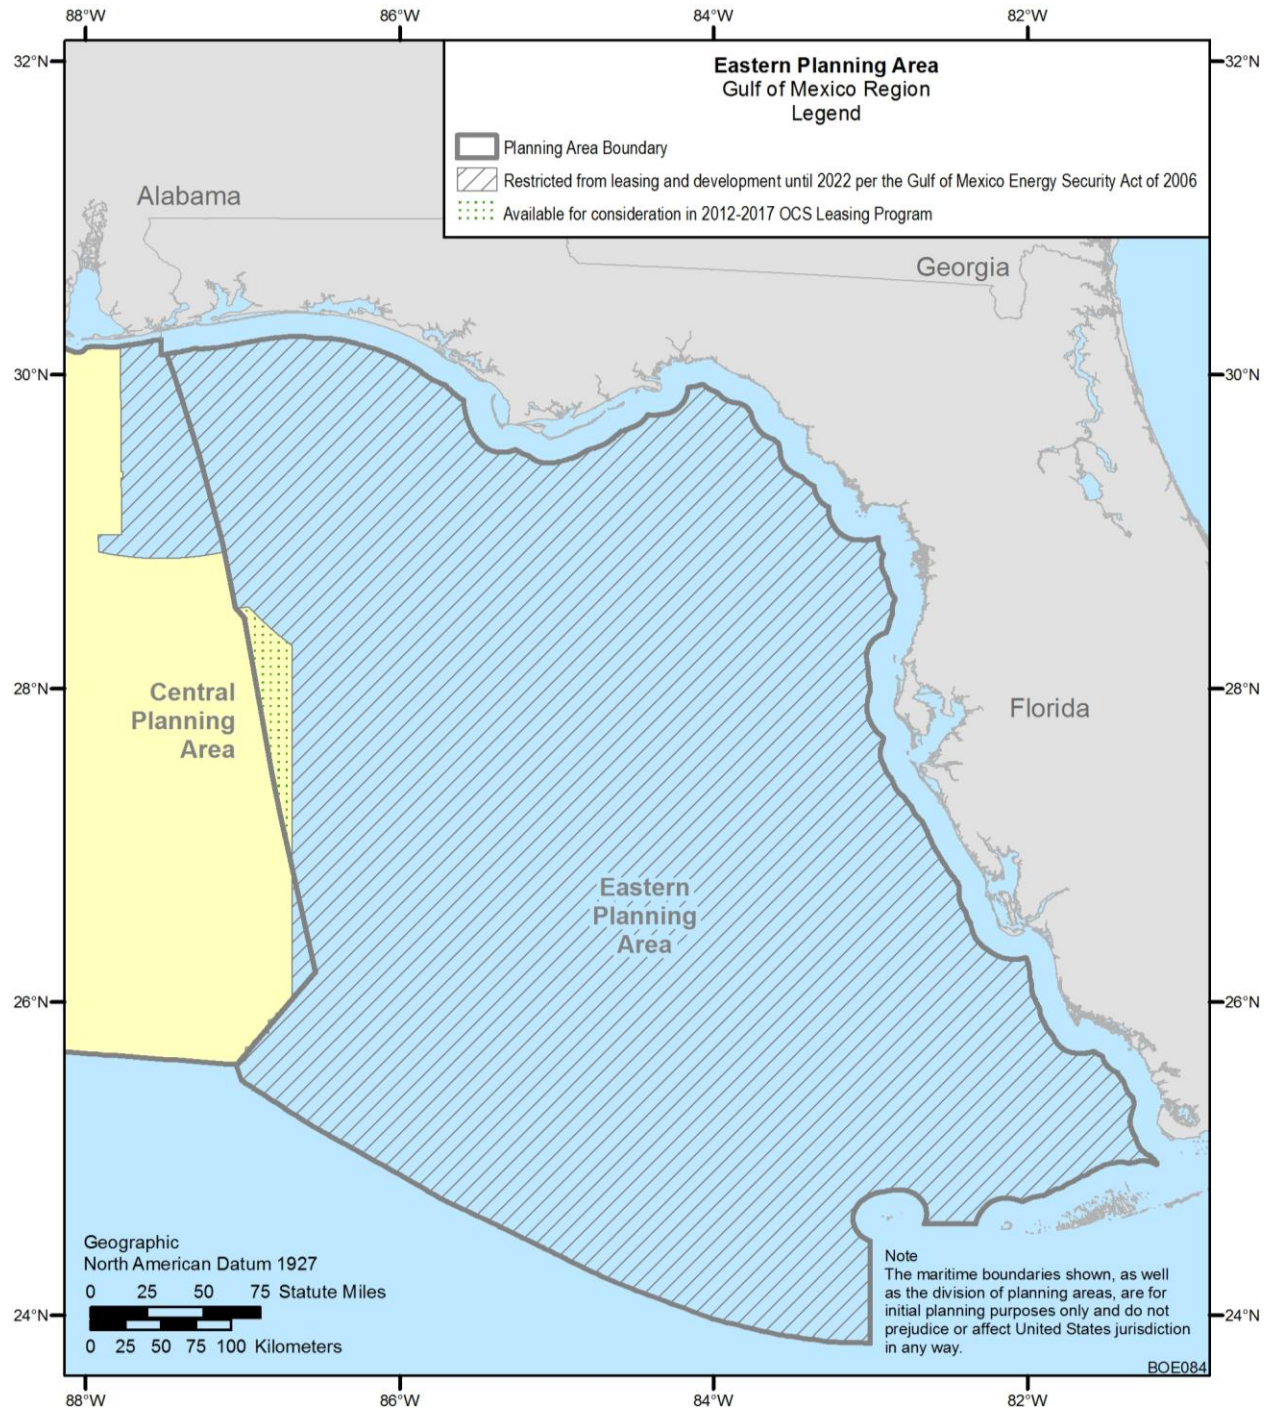 88°W 86°W 84°W 82°W
32°N 32°N
Eastern Planning Area
Gulf of Mexico Region
Legend
Planning Area Boundary
Restricted from leasing and development until 2022 per the Gulf of Mexico Energy Security Act of 2006
Available for consideration in 2012-2017 OCS Leasing Program
Alabama
Georgia
30°N 30°N
28°N 28°N
Central
Planning
Area
Florida
Eastern
Planning
Area
26°N 26°N
Geographic
North American Datum 1927
0 25 50 75 Statute Miles
0 25 50 75 100 Kilometers
24°N 24°N
Note
The maritime boundaries shown, as well
as the division of planning areas, are for
initial planning purposes only and do not
prejudice or affect United States jurisdiction
in any way.
BOE084
88°W 86°W 84°W 82°W